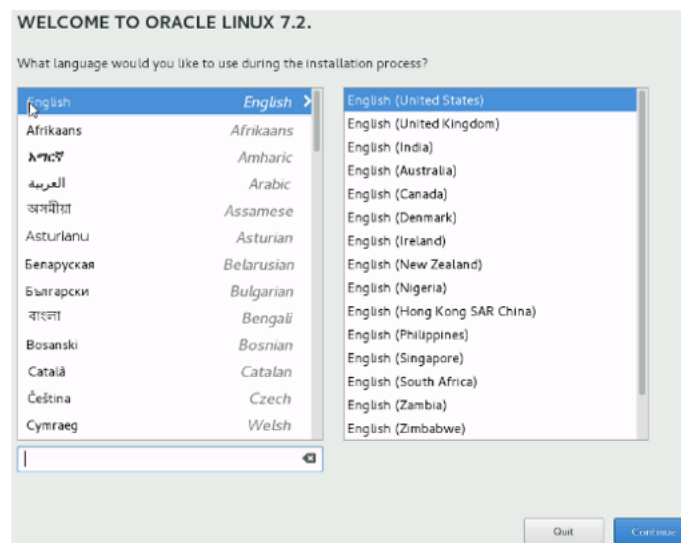 WELCOME TO ORACLE LINUX 7.2.
What language would you like to use during the installation process?
English English
Afrikaans Afrikaans
አማርኛ Amharic
العربية Arabic
অসমীয়া Assamese
Asturianu Asturian
Беларуская Belarusian
Български Bulgarian
বাংলা Bengali
Bosanski Bosnian
Català Catalan
Čeština Czech
Cymraeg Welsh
English (United States)
English (United Kingdom)
English (India)
English (Australia)
English (Canada)
English (Denmark)
English (Ireland)
English (New Zealand)
English (Nigeria)
English (Hong Kong SAR China)
English (Philippines)
English (Singapore)
English (South Africa)
English (Zambia)
English (Zimbabwe)
Quit Continue